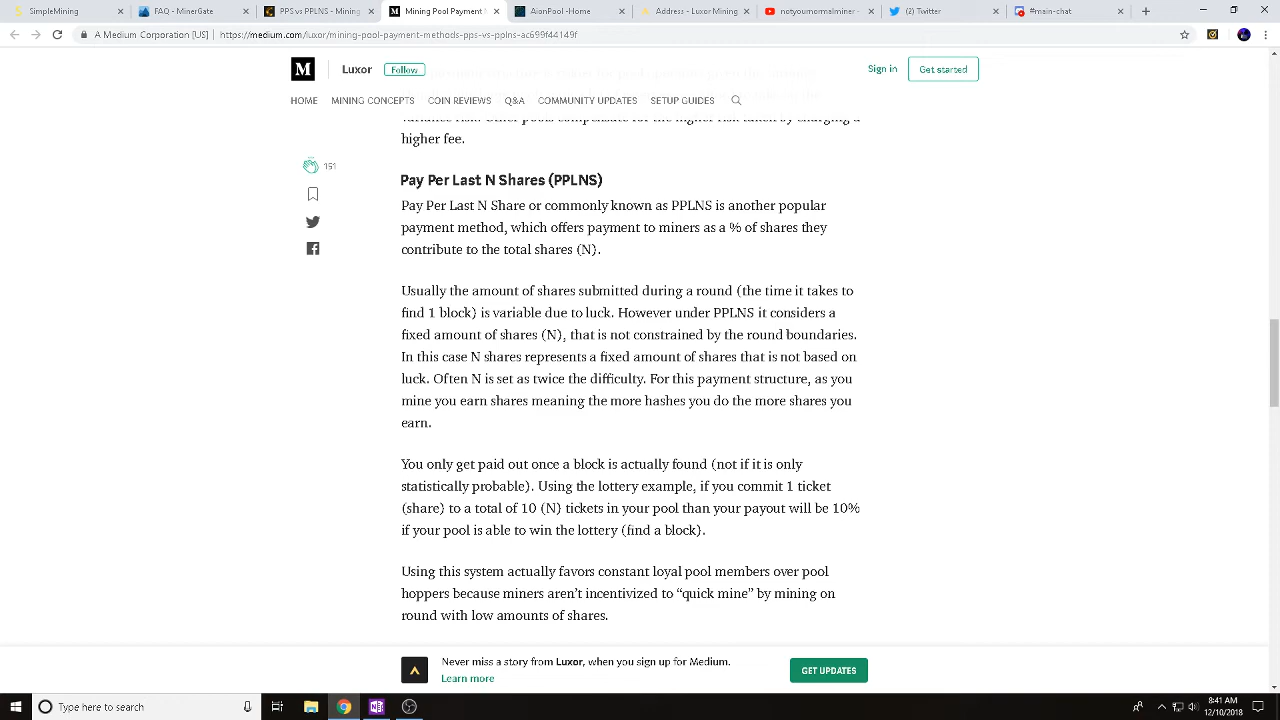 SimpleMining
FAQ - MinerGate
PPS vs PPLNS - Mining
Mining Pool Payment M
AionPool -Home
Address - Luxor Mining
notyournormalminer -
(2) Twitter
#main-chat
A Medium Corporation [US] | https://medium.com/luxor/mining-pool-payment-methods-pps-vs-pplns-ac699f44149f
M
Luxor
Follow
Sign in
Get started
HOME
MINING CONCEPTS
COIN REVIEWS
Q&A
COMMUNITY UPDATES
SETUP GUIDES
variance risk. Other pools compensate for the higher risk taken by charging a
higher fee.
151
Pay Per Last N Shares (PPLNS)
Pay Per Last N Share or commonly known as PPLNS is another popular
payment method, which offers payment to miners as a % of shares they
contribute to the total shares (N).
Usually the amount of shares submitted during a round (the time it takes to
find 1 block) is variable due to luck. However under PPLNS it considers a
fixed amount of shares (N), that is not constrained by the round boundaries.
In this case N shares represents a fixed amount of shares that is not based on
luck. Often N is set as twice the difficulty. For this payment structure, as you
mine you earn shares meaning the more hashes you do the more shares you
earn.
You only get paid out once a block is actually found (not if it is only
statistically probable). Using the lottery example, if you commit 1 ticket
(share) to a total of 10 (N) tickets in your pool than your payout will be 10%
if your pool is able to win the lottery (find a block).
Using this system actually favors constant loyal pool members over pool
hoppers because miners aren't incentivized to “quick mine” by mining on
round with low amounts of shares.
Never miss a story from Luxor, when you sign up for Medium.
Learn more
GET UPDATES
Type here to search
8:41 AM
12/10/2018